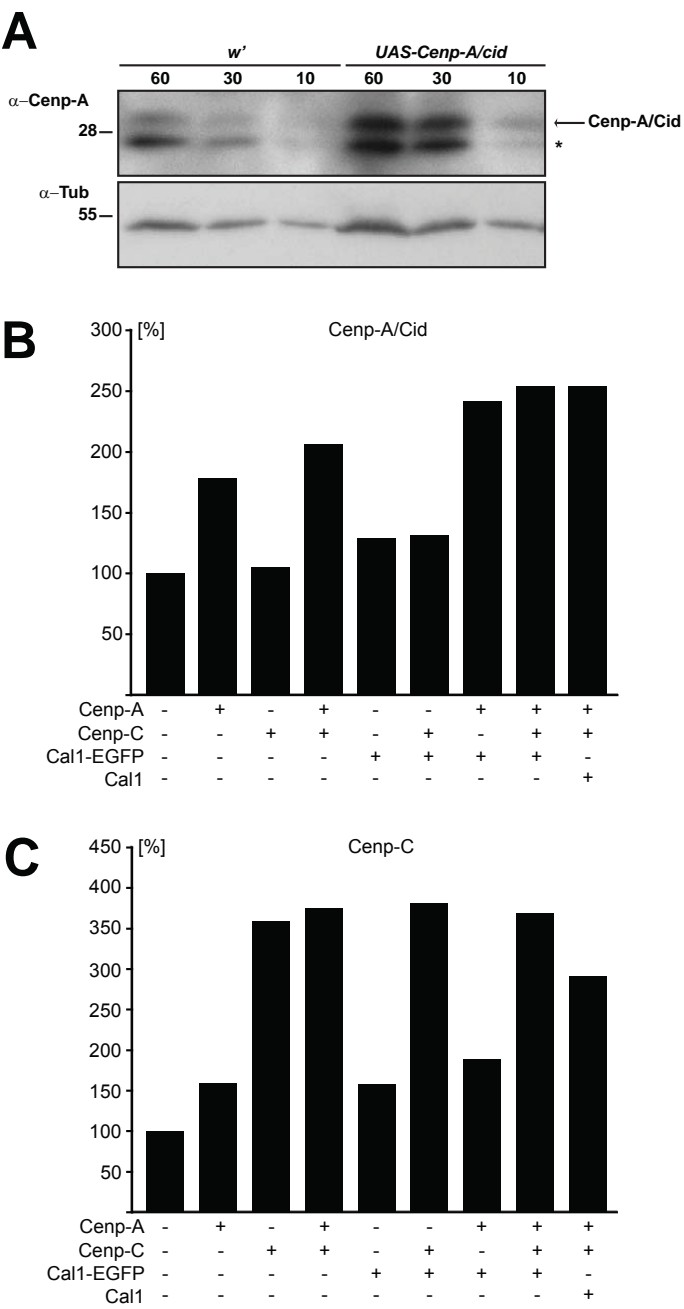 A
w' UAS-Cenp-A/cid
60 30 10 60 30 10
α–Cenp-A
28
Cenp-A/Cid
*
α–Tub
55
B
[%] Cenp-A/Cid
300
250
200
150
100
50
Cenp-A - + - + - - + + +
Cenp-C - - + + - + - + +
Cal1-EGFP - - - - + + + + -
Cal1 - - - - - - - - +
C
[%] Cenp-C
450
400
350
300
250
200
150
100
50
Cenp-A - + - + - - + + +
Cenp-C - - + + - + - + +
Cal1-EGFP - - - - + + + + -
Cal1 - - - - - - - - +